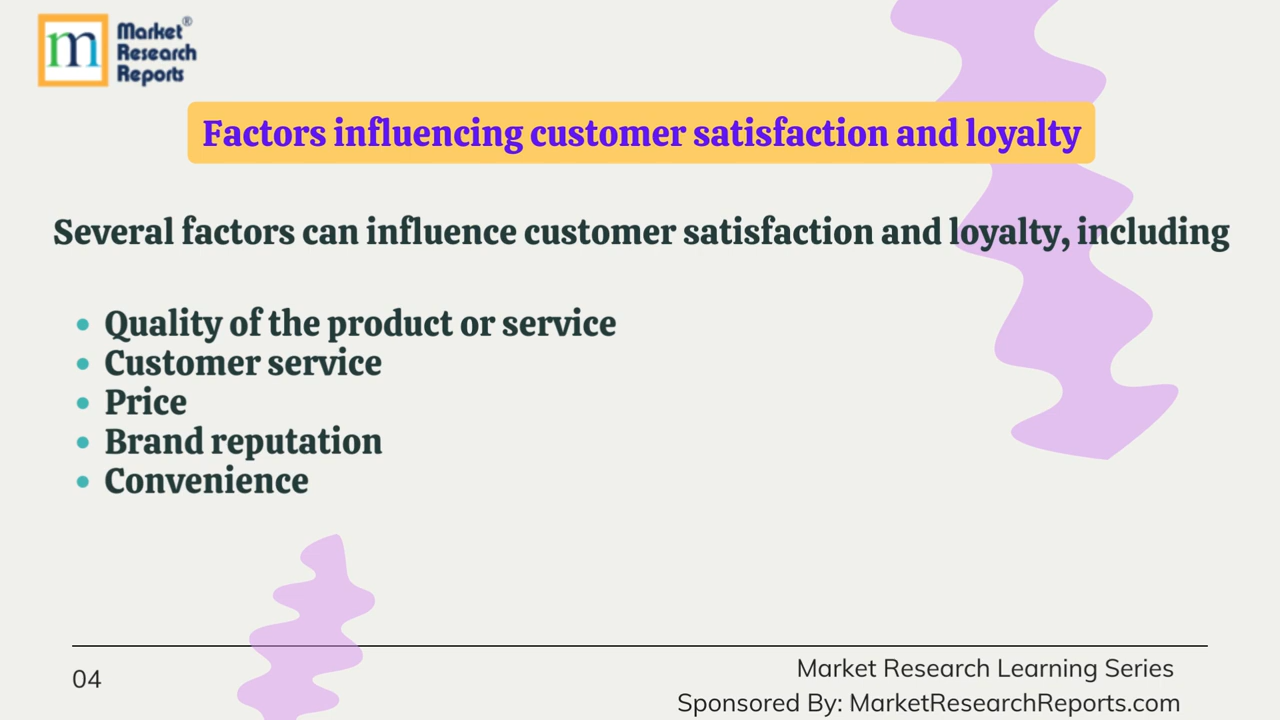 m
Market®
Research
Reports
Factors influencing customer satisfaction and loyalty
Several factors can influence customer satisfaction and loyalty, including
• Quality of the product or service
• Customer service
• Price
• Brand reputation
• Convenience
04
Market Research Learning Series
Sponsored By: MarketResearchReports.com